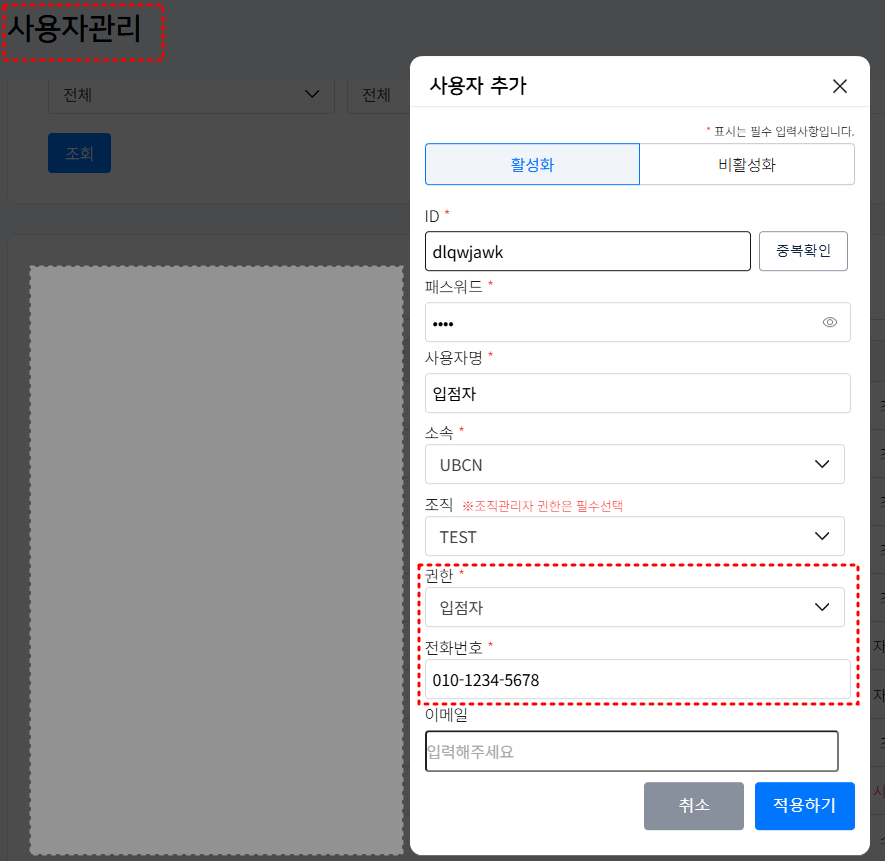 사용자관리
전체
전체
조회
사용자 추가
* 표시는 필수 입력사항입니다.
활성화
비활성화
ID *
dlqwjawk
중복확인
패스워드 *
••••
사용자명 *
입점자
소속 *
UBCN
조직 ※조직관리자 권한은 필수선택
TEST
권한 *
입점자
전화번호 *
010-1234-5678
이메일
입력해주세요
취소
적용하기